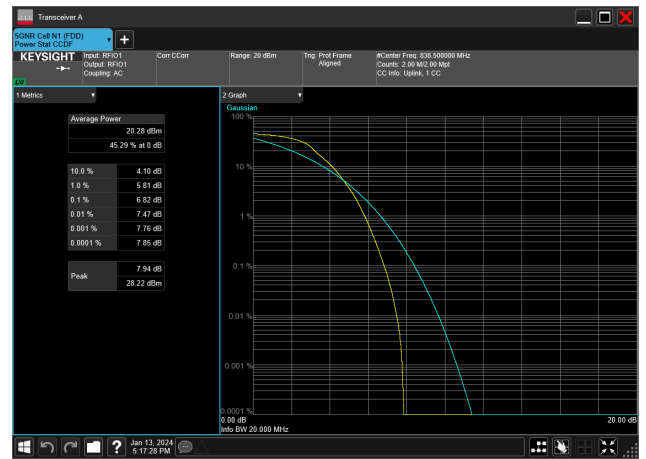 Transceiver A
5GNR Cell N1 (FDD)
Power Stat CCDF
KEYSIGHT
LXI
Input: RFIO1
Output: RFIO1
Coupling: AC
Corr CCorr
Range: 20 dBm
Trig: Prot Frame
Aligned
#Center Freq: 836.500000 MHz
Counts: 2.00 M/2.00 Mpt
CC Info: Uplink, 1 CC
1 Metrics
Average Power
20.28 dBm
45.29 % at 0 dB
10.0 % 4.10 dB
1.0 % 5.81 dB
0.1 % 6.82 dB
0.01 % 7.47 dB
0.001 % 7.76 dB
0.0001 % 7.85 dB
Peak
7.94 dB
28.22 dBm
2 Graph
Gaussian
100 %
10 %
1 %
0.1 %
0.01 %
0.001 %
0.0001 %
0.00 dB
20.00 dB
Info BW 20.000 MHz
?
Jan 13, 2024
5:17:28 PM